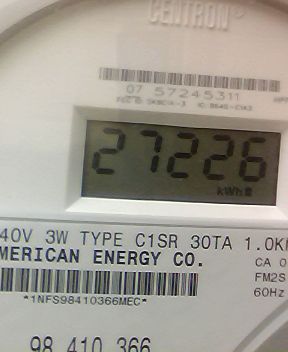 CENTRON®
07 57245311
27226
kWh
40V 3W TYPE C1SR 30TA 1.0K
MERICAN ENERGY CO.
CA 0
FM2S
60Hz
*1NFS98410366MEC*
98 410 366